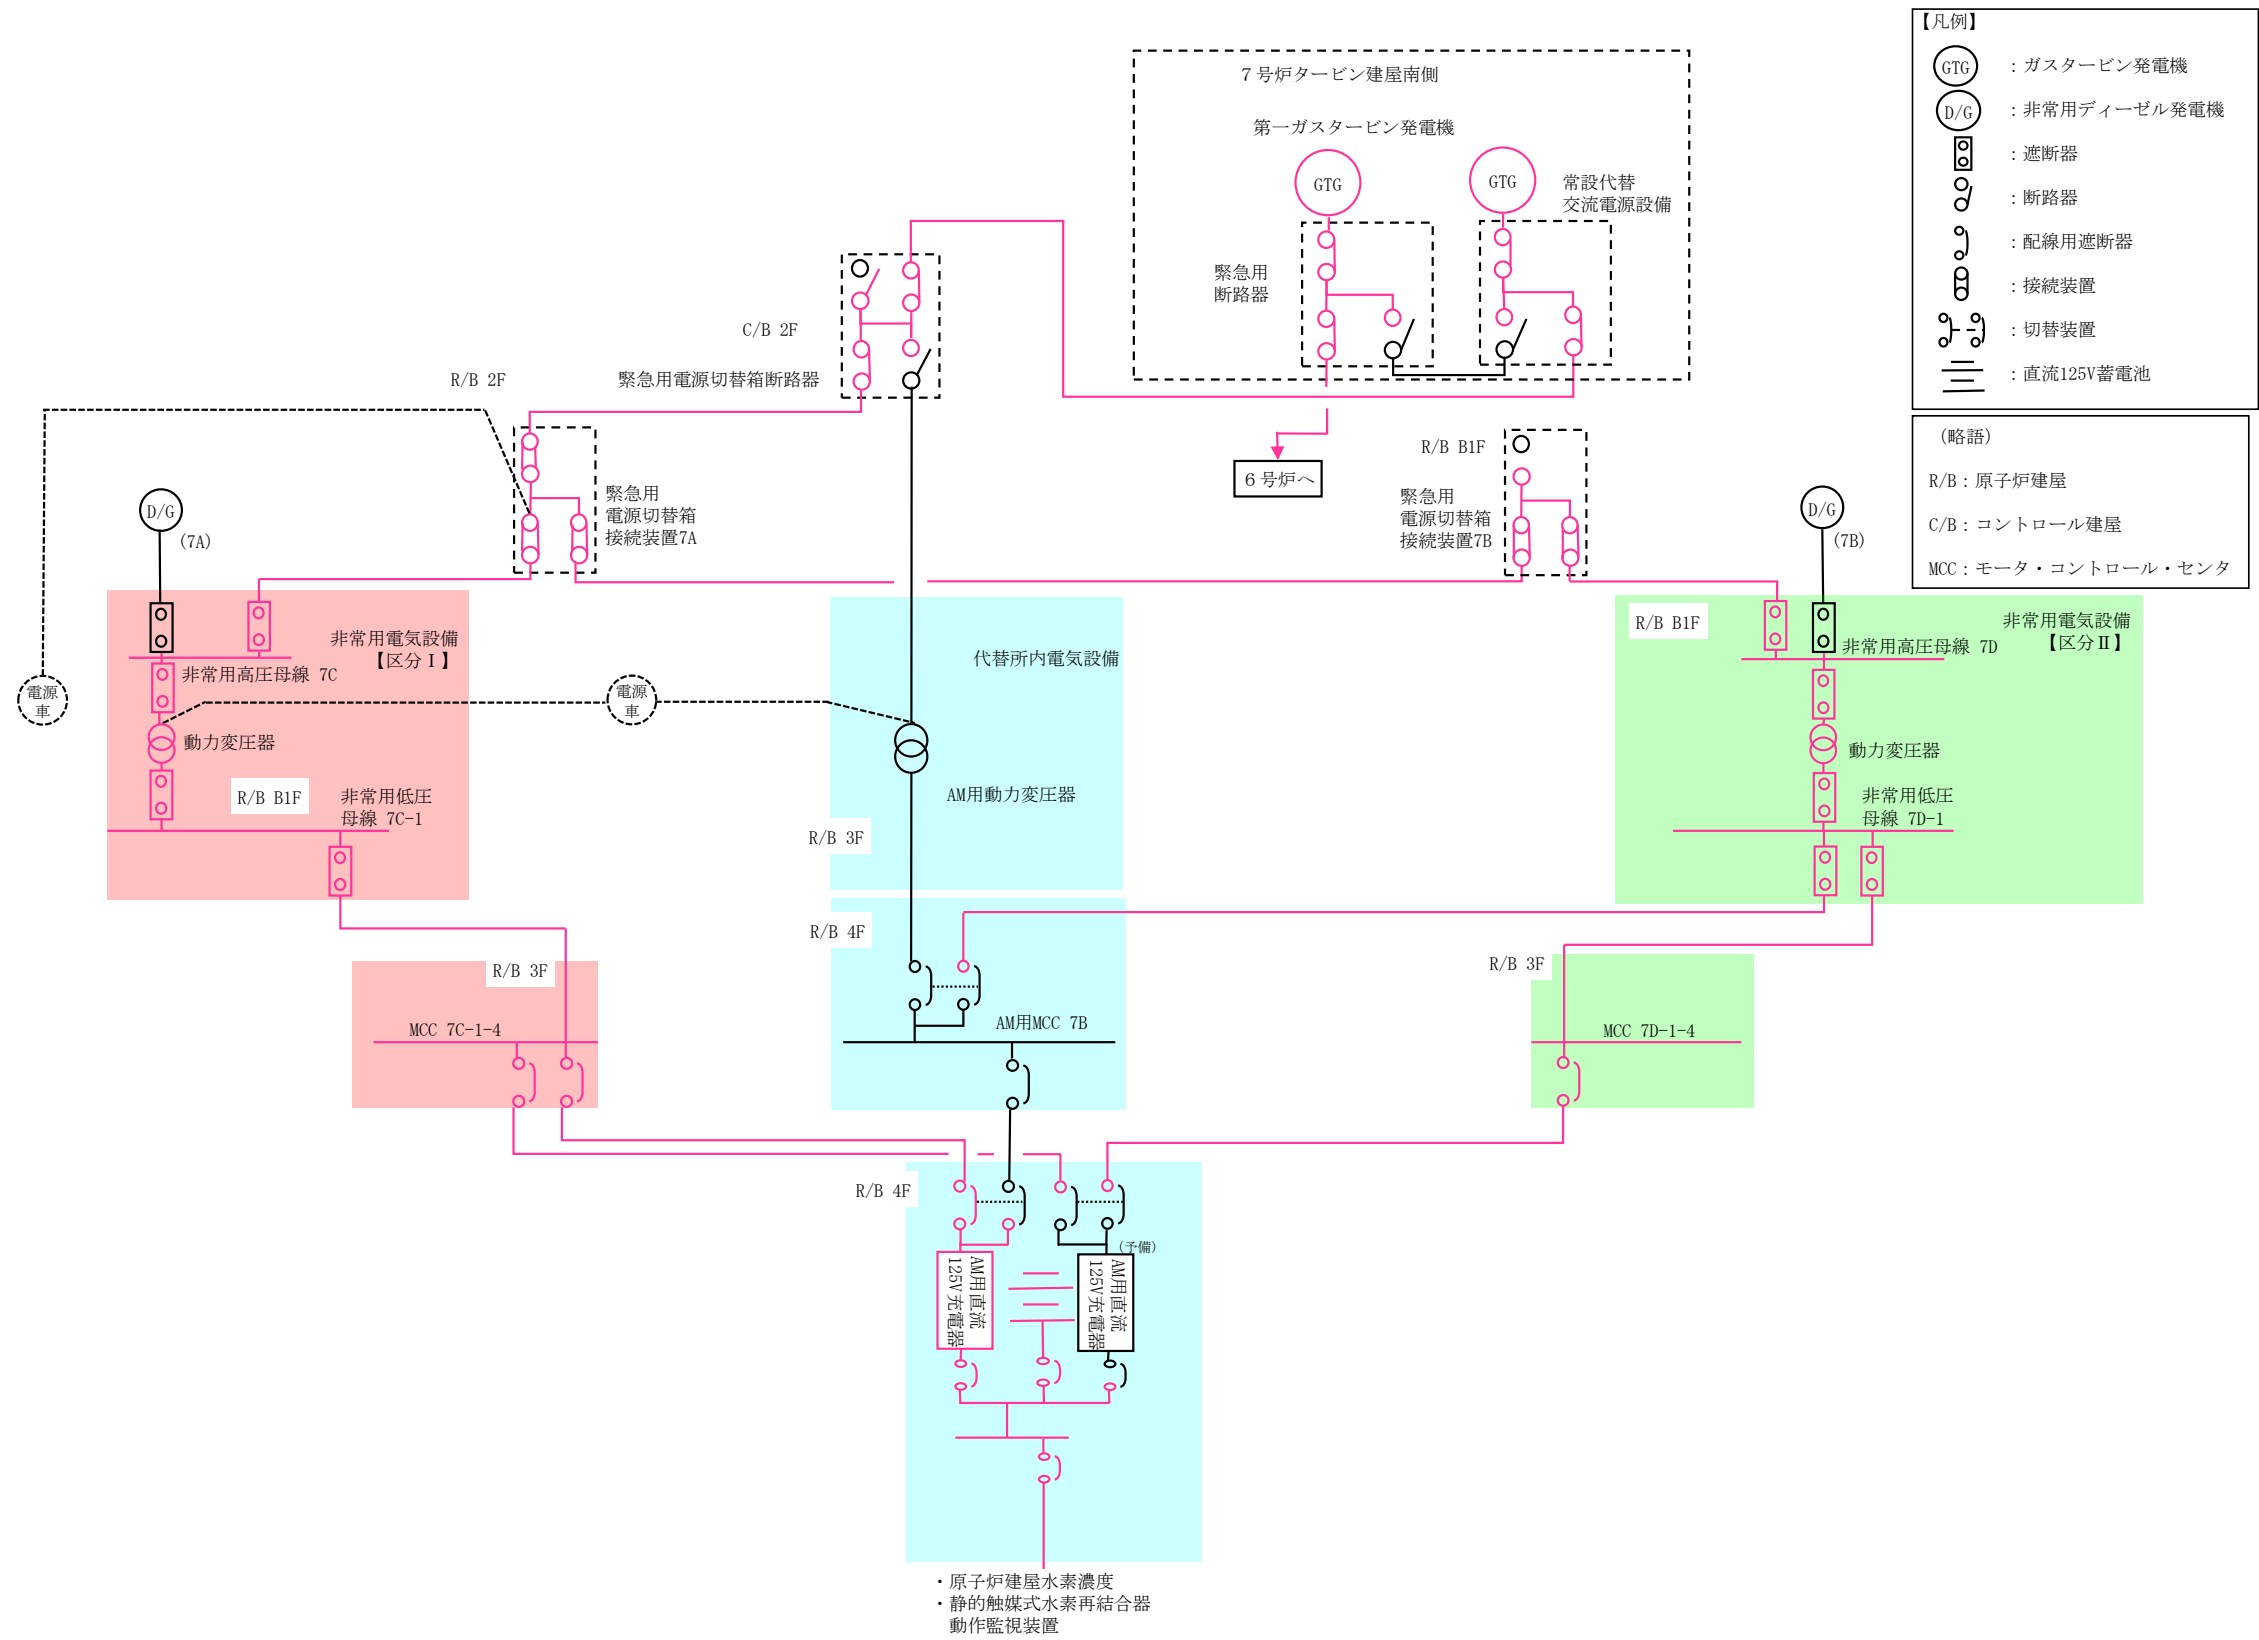 ７号炉タービン建屋南側
第一ガスタービン発電機
GTG
GTG
常設代替
交流電源設備
緊急用
断路器
C/B 2F
緊急用電源切替箱断路器
R/B 2F
６号炉へ
緊急用
電源切替箱
接続装置7A
R/B B1F
緊急用
電源切替箱
接続装置7B
D/G
(7A)
D/G
(7B)
【凡例】
GTG
：ガスタービン発電機
D/G
：非常用ディーゼル発電機
：遮断器
：断路器
：配線用遮断器
：接続装置
：切替装置
：直流125V蓄電池
（略語）
R/B：原子炉建屋
C/B：コントロール建屋
MCC：モータ・コントロール・センタ
非常用電気設備
【区分Ⅰ】
非常用高圧母線 7C
電源
車
電源
車
動力変圧器
R/B B1F
非常用低圧
母線 7C-1
代替所内電気設備
AM用動力変圧器
R/B 3F
R/B B1F
非常用電気設備
【区分Ⅱ】
非常用高圧母線 7D
動力変圧器
非常用低圧
母線 7D-1
R/B 4F
R/B 3F
MCC 7C-1-4
AM用MCC 7B
R/B 3F
MCC 7D-1-4
R/B 4F
(予備)
AM用直流
125V充電器
AM用直流
125V充電器
・原子炉建屋水素濃度
・静的触媒式水素再結合器
動作監視装置